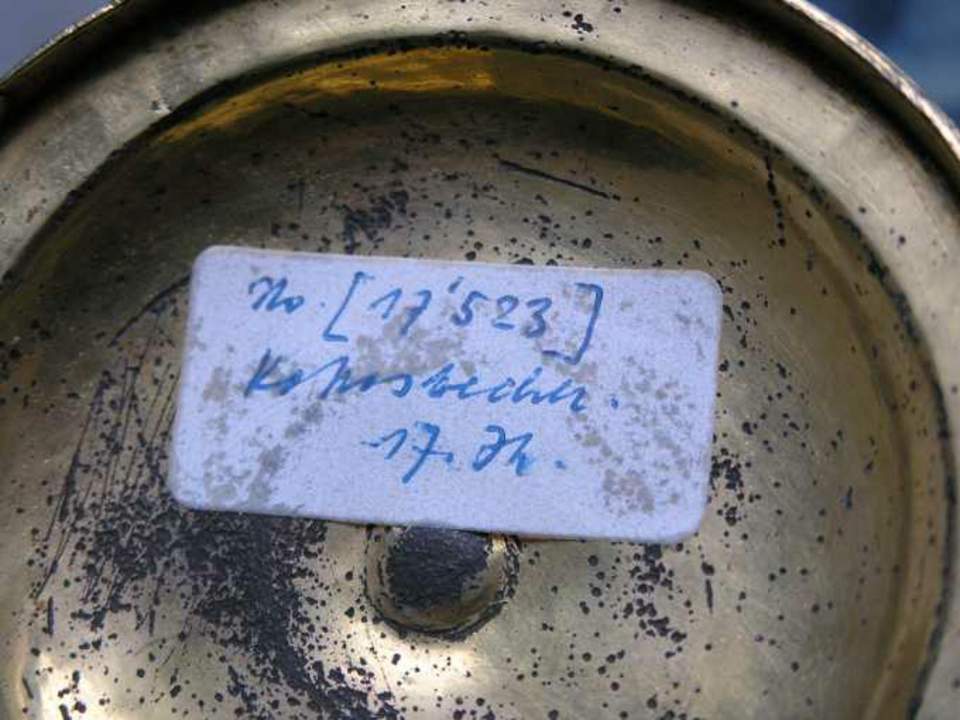 No. [17'523]
Kokosbecher.
17. Jh.